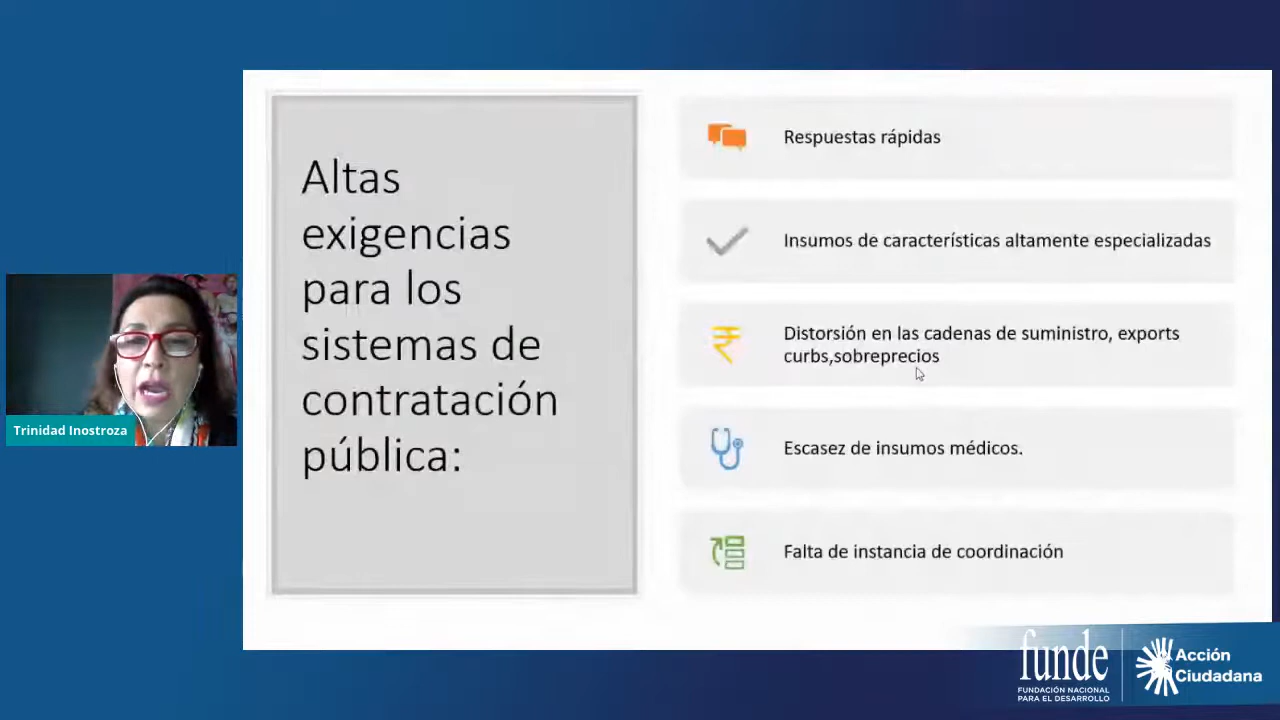 Altas
exigencias
para los
sistemas de
contratación
pública:
Respuestas rápidas
Insumos de características altamente especializadas
Distorsión en las cadenas de suministro, exports
curbs,sobreprecios
Escasez de insumos médicos.
Falta de instancia de coordinación
Trinidad Inostroza
funde
FUNDACIÓN NACIONAL
PARA EL DESARROLLO
Acción
Ciudadana